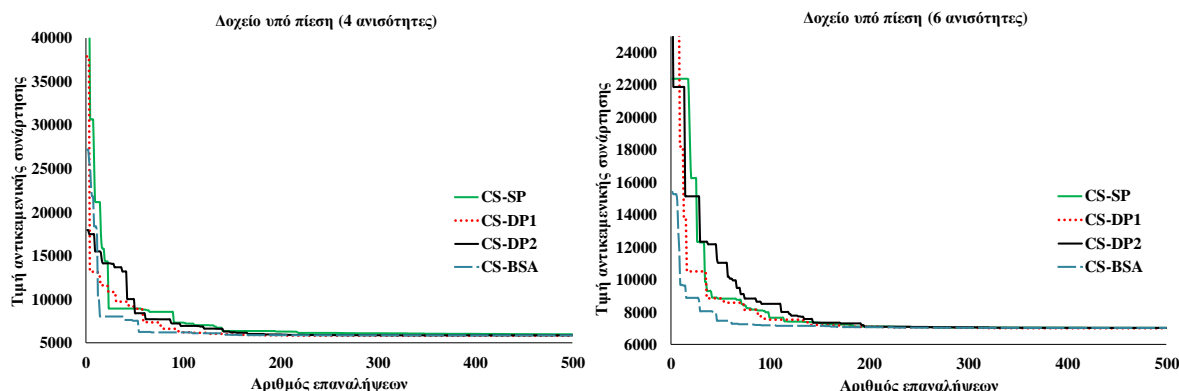 Δοχείο υπό πίεση (4 ανισότητες)
Τιμή αντικειμενικής συνάρτησης
40000
35000
30000
25000
20000
15000
10000
5000
0
100
200
300
400
500
Αριθμός επαναλήψεων
CS-SP
CS-DP1
CS-DP2
CS-BSA
Δοχείο υπό πίεση (6 ανισότητες)
Τιμή αντικειμενικής συνάρτησης
24000
22000
20000
18000
16000
14000
12000
10000
8000
6000
0
100
200
300
400
500
Αριθμός επαναλήψεων
CS-SP
CS-DP1
CS-DP2
CS-BSA